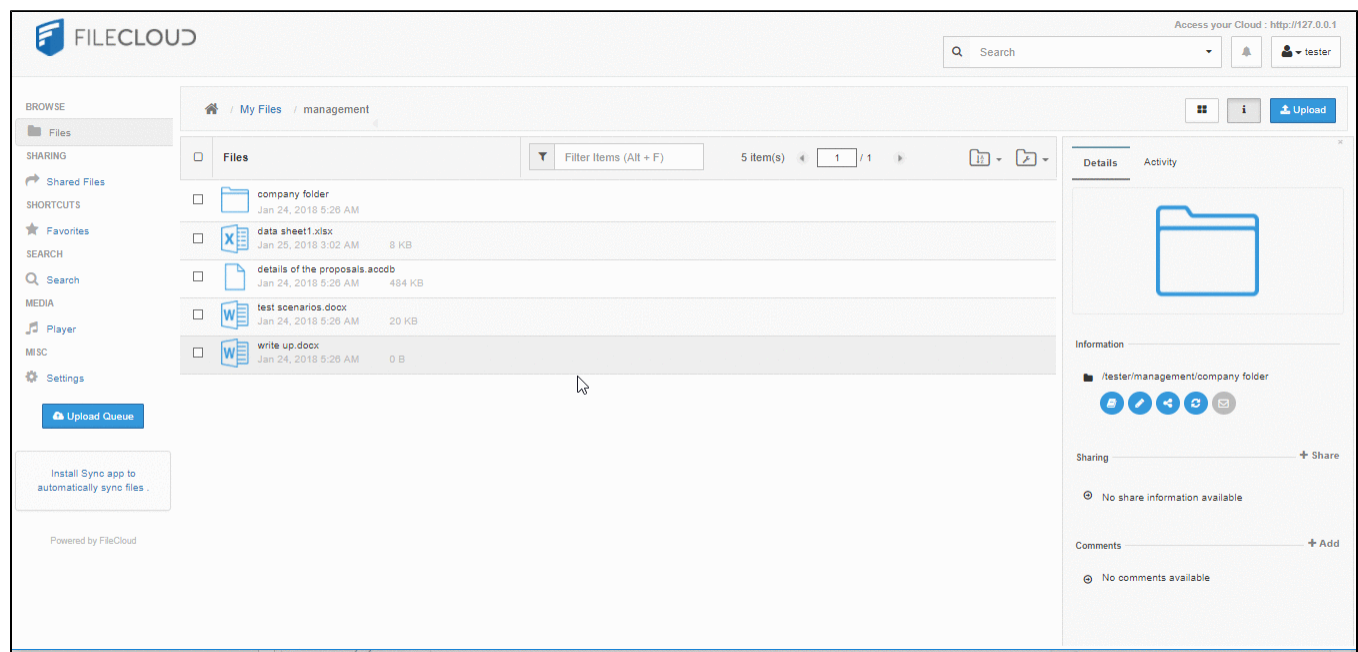 FILECLOUD
Access your Cloud : http://127.0.0.1
Search
tester
BROWSE
Files
SHARING
Shared Files
SHORTCUTS
Favorites
SEARCH
Search
MEDIA
Player
MISC
Settings
Upload Queue
Install Sync app to
automatically sync files .
Powered by FileCloud
/ My Files / management
i
Upload
Files
Filter Items (Alt + F)
5 item(s)
1 / 1
company folder
Jan 24, 2018 5:26 AM
data sheet1.xlsx
Jan 25, 2018 3:02 AM 8 KB
details of the proposals.accdb
Jan 24, 2018 5:26 AM 484 KB
test scenarios.docx
Jan 24, 2018 5:26 AM 20 KB
write up.docx
Jan 24, 2018 5:26 AM 0 B
Details Activity
Information
/tester/management/company folder
Sharing + Share
No share information available
Comments + Add
No comments available